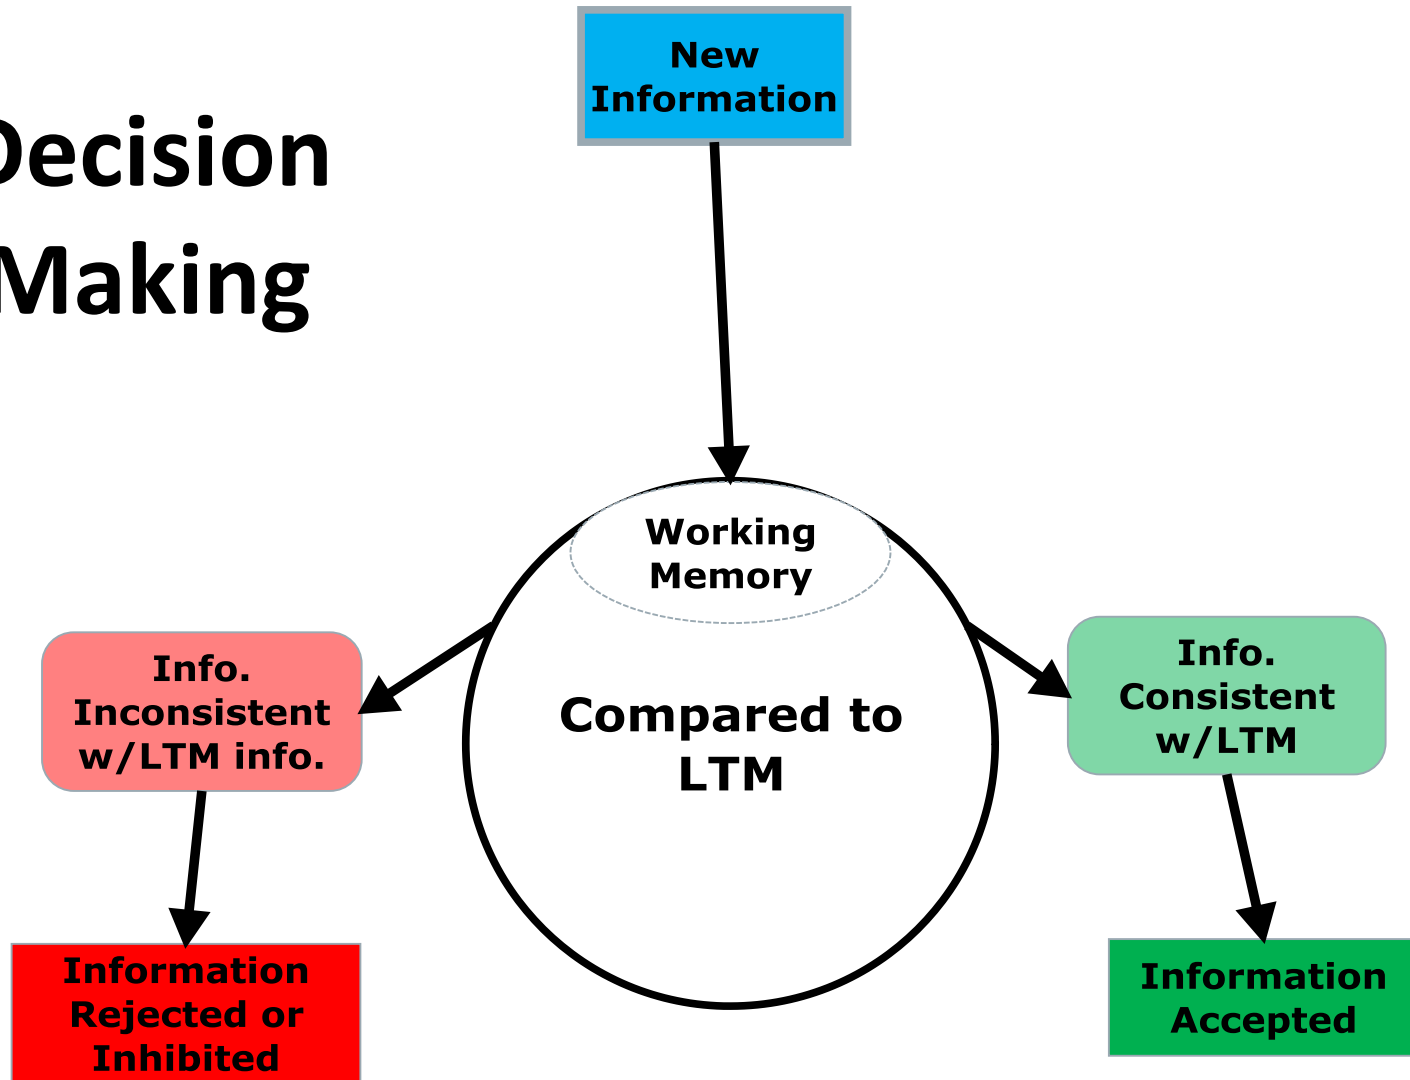 New
Information
Decision
Making
Working
Memory
Compared to
LTM
Info.
Inconsistent
w/LTM info.
Info.
Consistent
w/LTM
Information
Rejected or
Inhibited
Information
Accepted